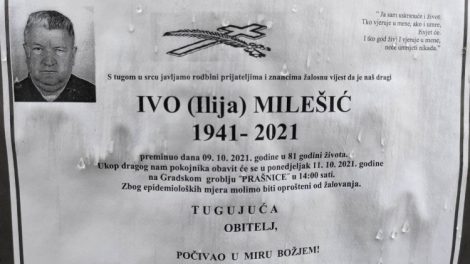 "Ja sam uskrsnuće i život.
Tko vjeruje u mene, ako i umre,
živjet će.
I tko god živi i vjeruje u mene,
neće umrijeti nikada."
S tugom u srcu javljamo rodbini prijateljima i znancima žalosnu vijest da je naš dragi
IVO (Ilija) MILEŠIĆ
1941- 2021
preminuo dana 09. 10. 2021. godine u 81 godini života.
Ukop dragog nam pokojnika obavit će se u ponedjeljak 11. 10. 2021. godine
na Gradskom groblju "PRAŠNICE" u 14:00 sati.
Zbog epidemioloških mjera molimo biti oprošteni od žalovanja.
TUGUJUĆA
OBITELJ,
POČIVAO U MIRU BOŽJEM!